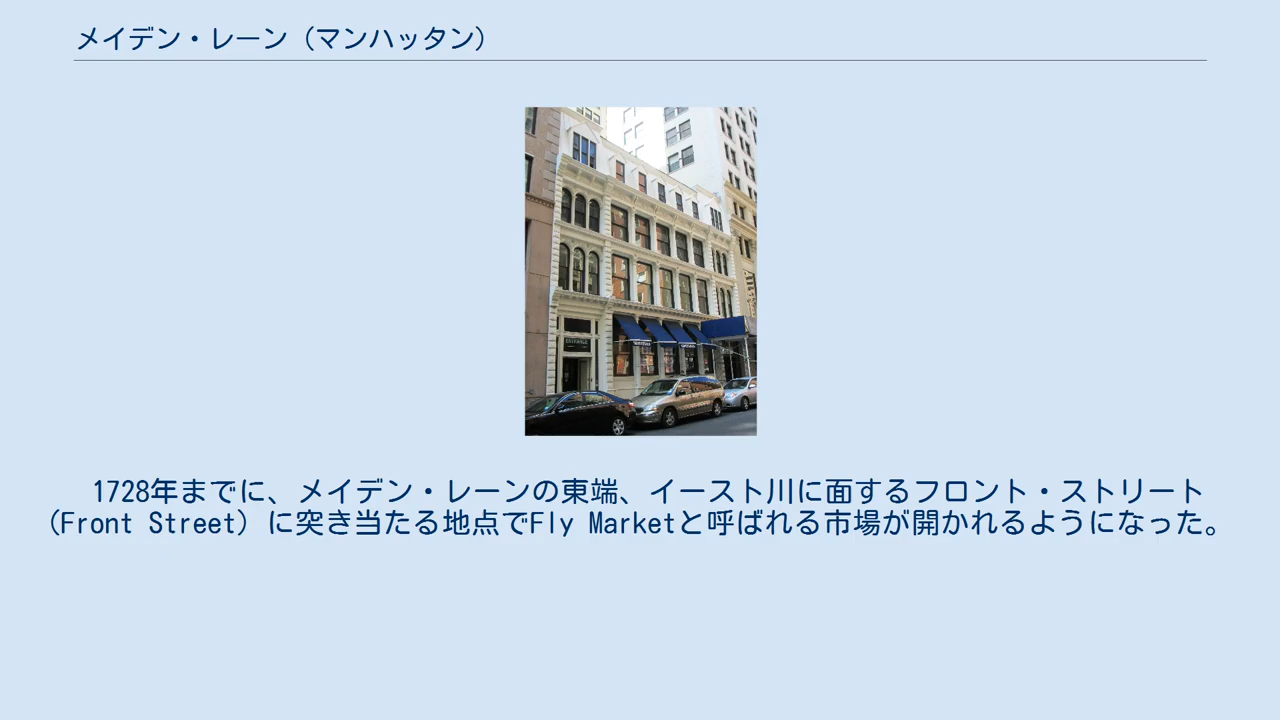 メイデン・レーン（マンハッタン）
ENTRANCE
1728年までに、メイデン・レーンの東端、イースト川に面するフロント・ストリート
（Front Street）に突き当たる地点でFly Marketと呼ばれる市場が開かれるようになった。